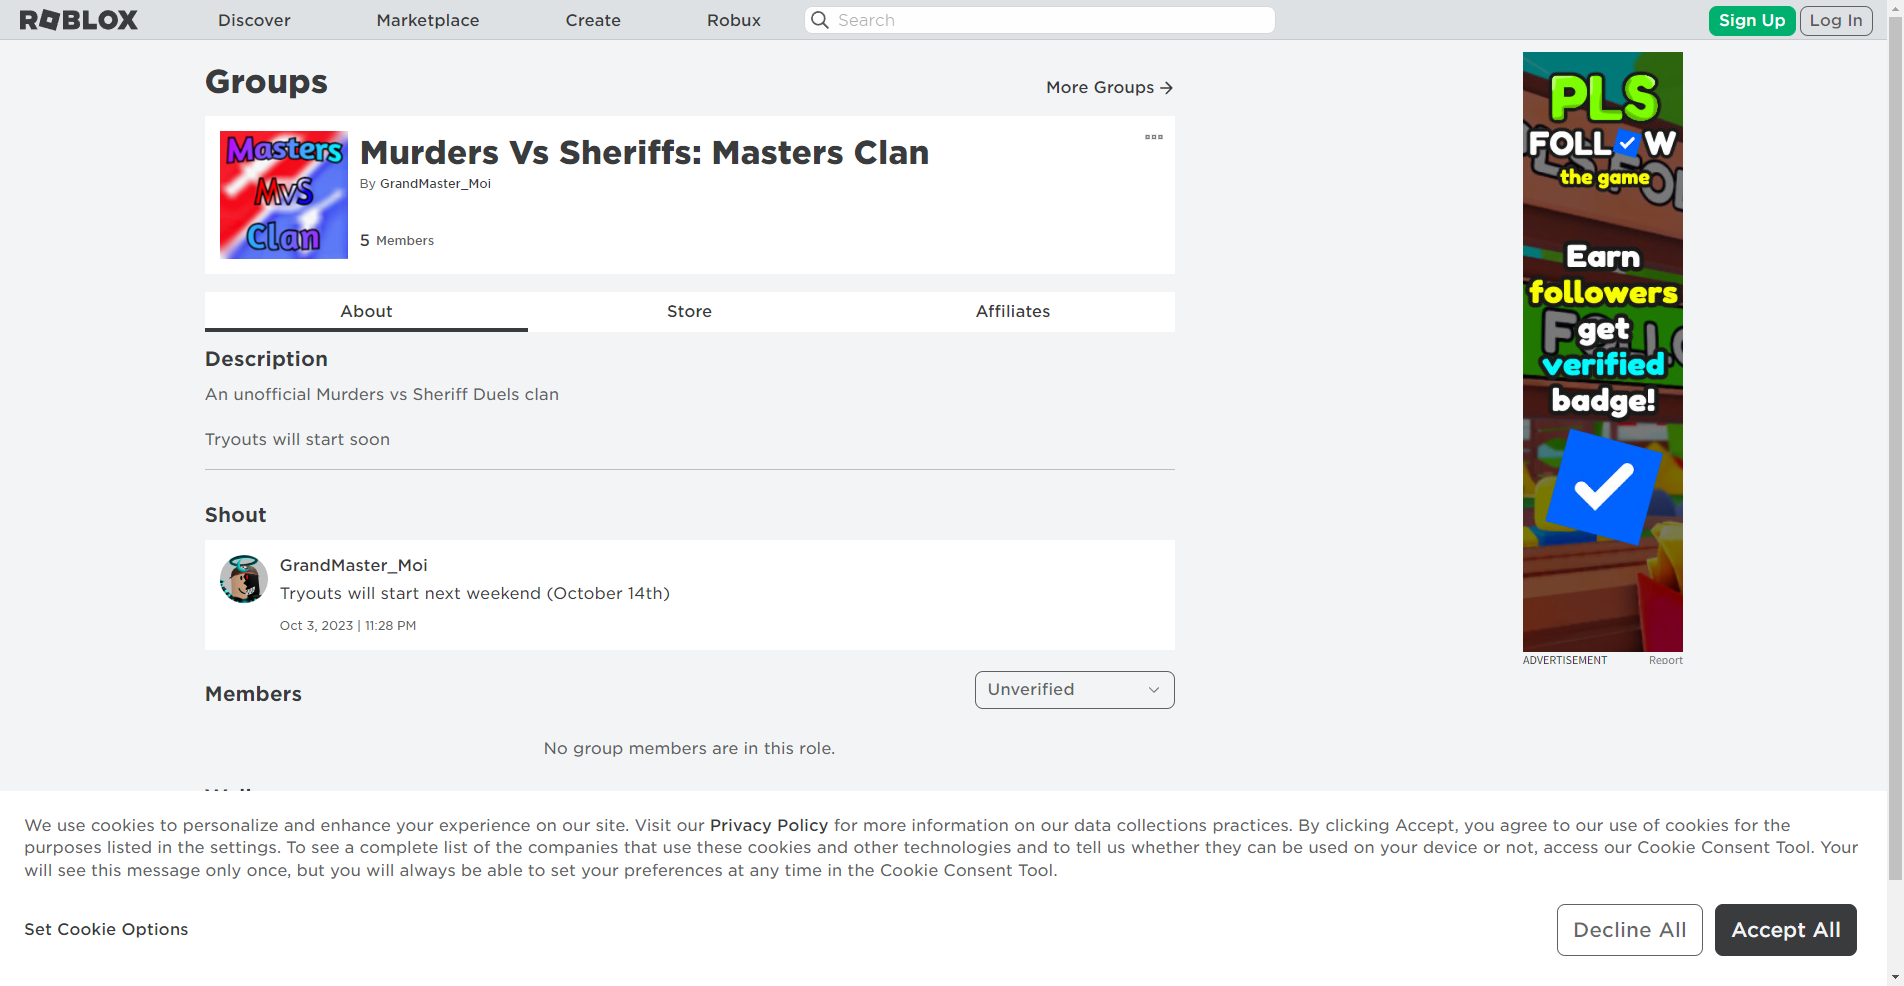 ROBLOX
Discover
Marketplace
Create
Robux
Search
Sign Up
Log In
Groups
More Groups →
Masters
MvS
Clan
Murders Vs Sheriffs: Masters Clan
By GrandMaster_Moi
5 Members
About
Store
Affiliates
Description
An unofficial Murders vs Sheriff Duels clan
Tryouts will start soon
Shout
GrandMaster_Moi
Tryouts will start next weekend (October 14th)
Oct 3, 2023 | 11:28 PM
Members
Unverified
No group members are in this role.
PLS
FOLLOW
the game
Earn
followers
get
verified
badge!
ADVERTISEMENT
Report
We use cookies to personalize and enhance your experience on our site. Visit our Privacy Policy for more information on our data collections practices. By clicking Accept, you agree to our use of cookies for the
purposes listed in the settings. To see a complete list of the companies that use these cookies and other technologies and to tell us whether they can be used on your device or not, access our Cookie Consent Tool. Your
will see this message only once, but you will always be able to set your preferences at any time in the Cookie Consent Tool.
Set Cookie Options
Decline All
Accept All